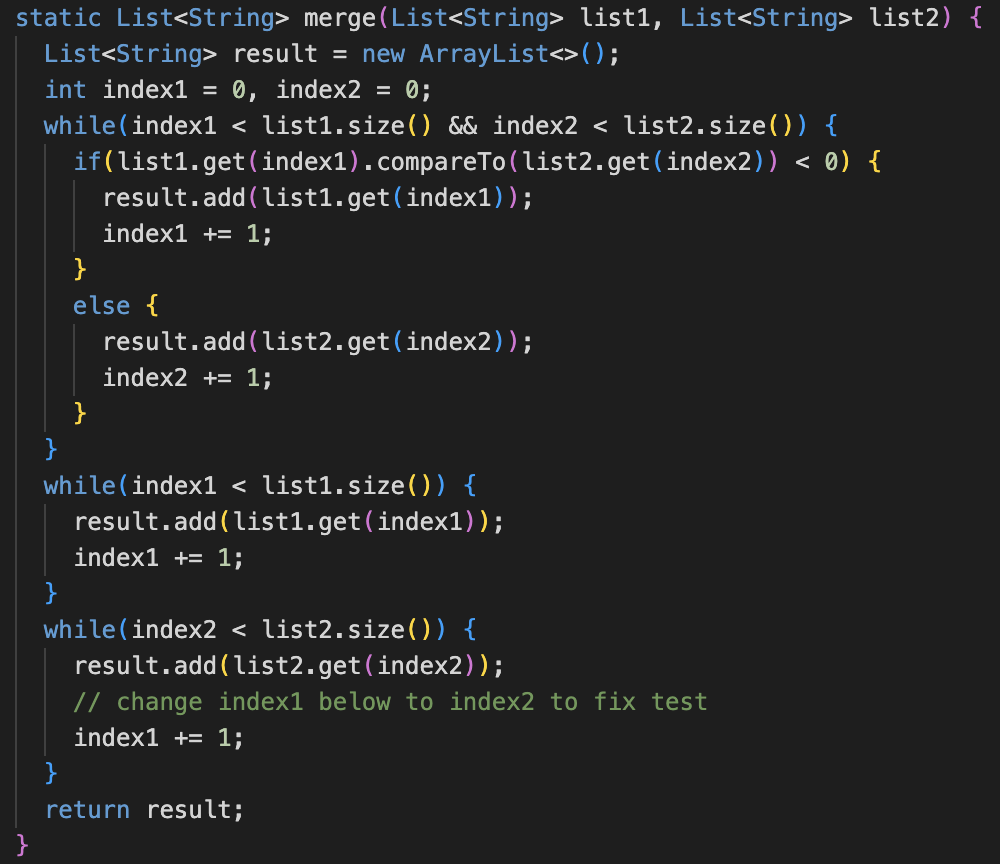 static List<String> merge(List<String> list1, List<String> list2) {
  List<String> result = new ArrayList<>();
  int index1 = 0, index2 = 0;
  while(index1 < list1.size() && index2 < list2.size()) {
    if(list1.get(index1).compareTo(list2.get(index2)) < 0) {
      result.add(list1.get(index1));
      index1 += 1;
    }
    else {
      result.add(list2.get(index2));
      index2 += 1;
    }
  }
  while(index1 < list1.size()) {
    result.add(list1.get(index1));
    index1 += 1;
  }
  while(index2 < list2.size()) {
    result.add(list2.get(index2));
    // change index1 below to index2 to fix test
    index1 += 1;
  }
  return result;
}